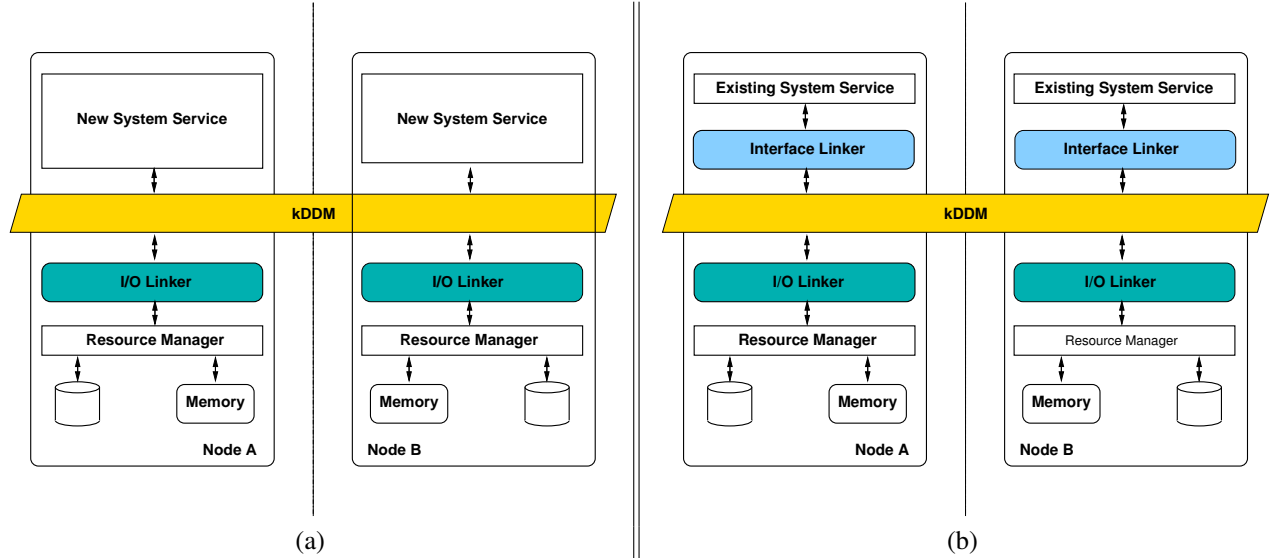 New System Service
New System Service
kDDM
I/O Linker
I/O Linker
Resource Manager
Resource Manager
Memory
Memory
Node A
Node B
(a)
Existing System Service
Existing System Service
Interface Linker
Interface Linker
kDDM
I/O Linker
I/O Linker
Resource Manager
Resource Manager
Memory
Memory
Node A
Node B
(b)